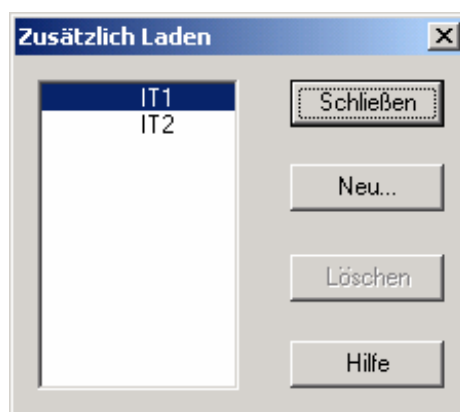 Zusätzlich Laden
IT1
IT2
Schließen
Neu...
Löschen
Hilfe